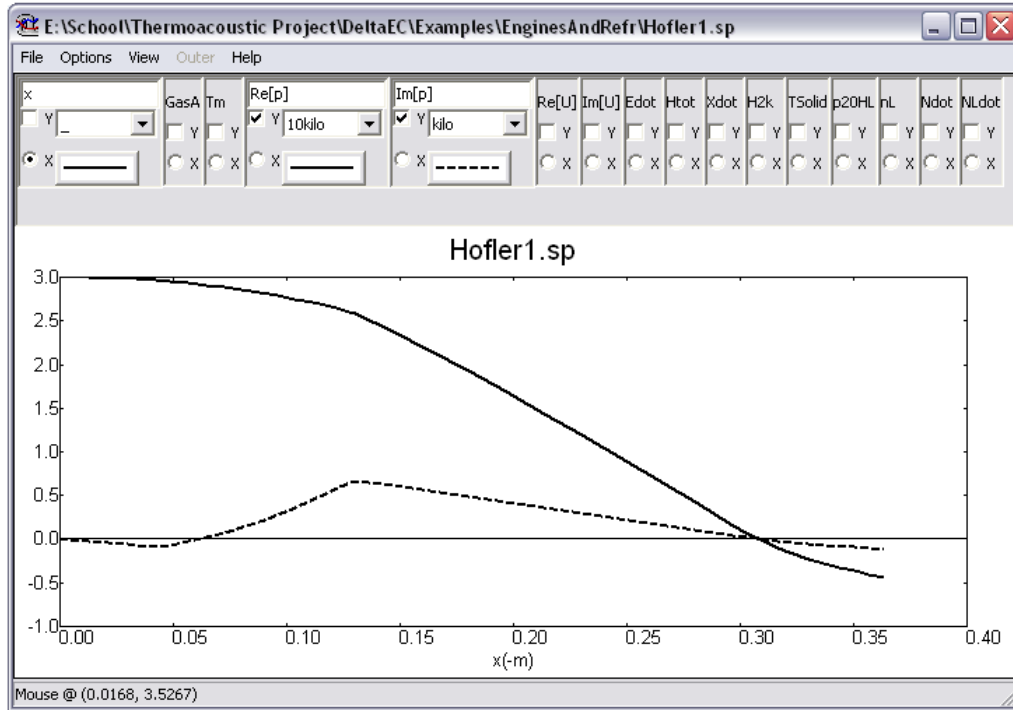 E:\School\Thermoacoustic Project\DeltaEC\Examples\EnginesAndRefr\Hofler1.sp
File Options View Outer Help
x GasA Tm Re[p] Im[p] Re[U] Im[U] Edot Htot Xdot H2k TSolid p20HL nL Ndot NLdot
Y _ Y Y Y 10kilo Y kilo Y Y Y Y Y Y Y Y Y Y Y
X X X X X X X X X X X X X X X X
Hofler1.sp
3.0
2.5
2.0
1.5
1.0
0.5
0.0
-0.5
-1.0
0.00 0.05 0.10 0.15 0.20 0.25 0.30 0.35 0.40
x(-m)
Mouse @ (0.0168, 3.5267)